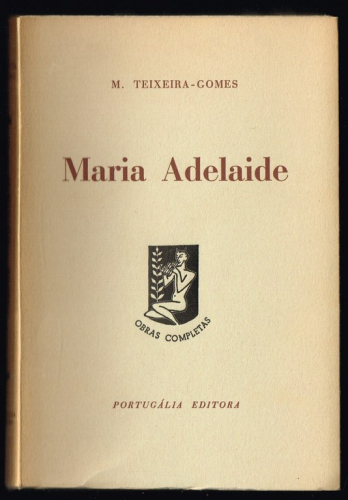 M. TEIXEIRA-GOMES
Maria Adelaide
OBRAS COMPLETAS
PORTUGÁLIA EDITORA